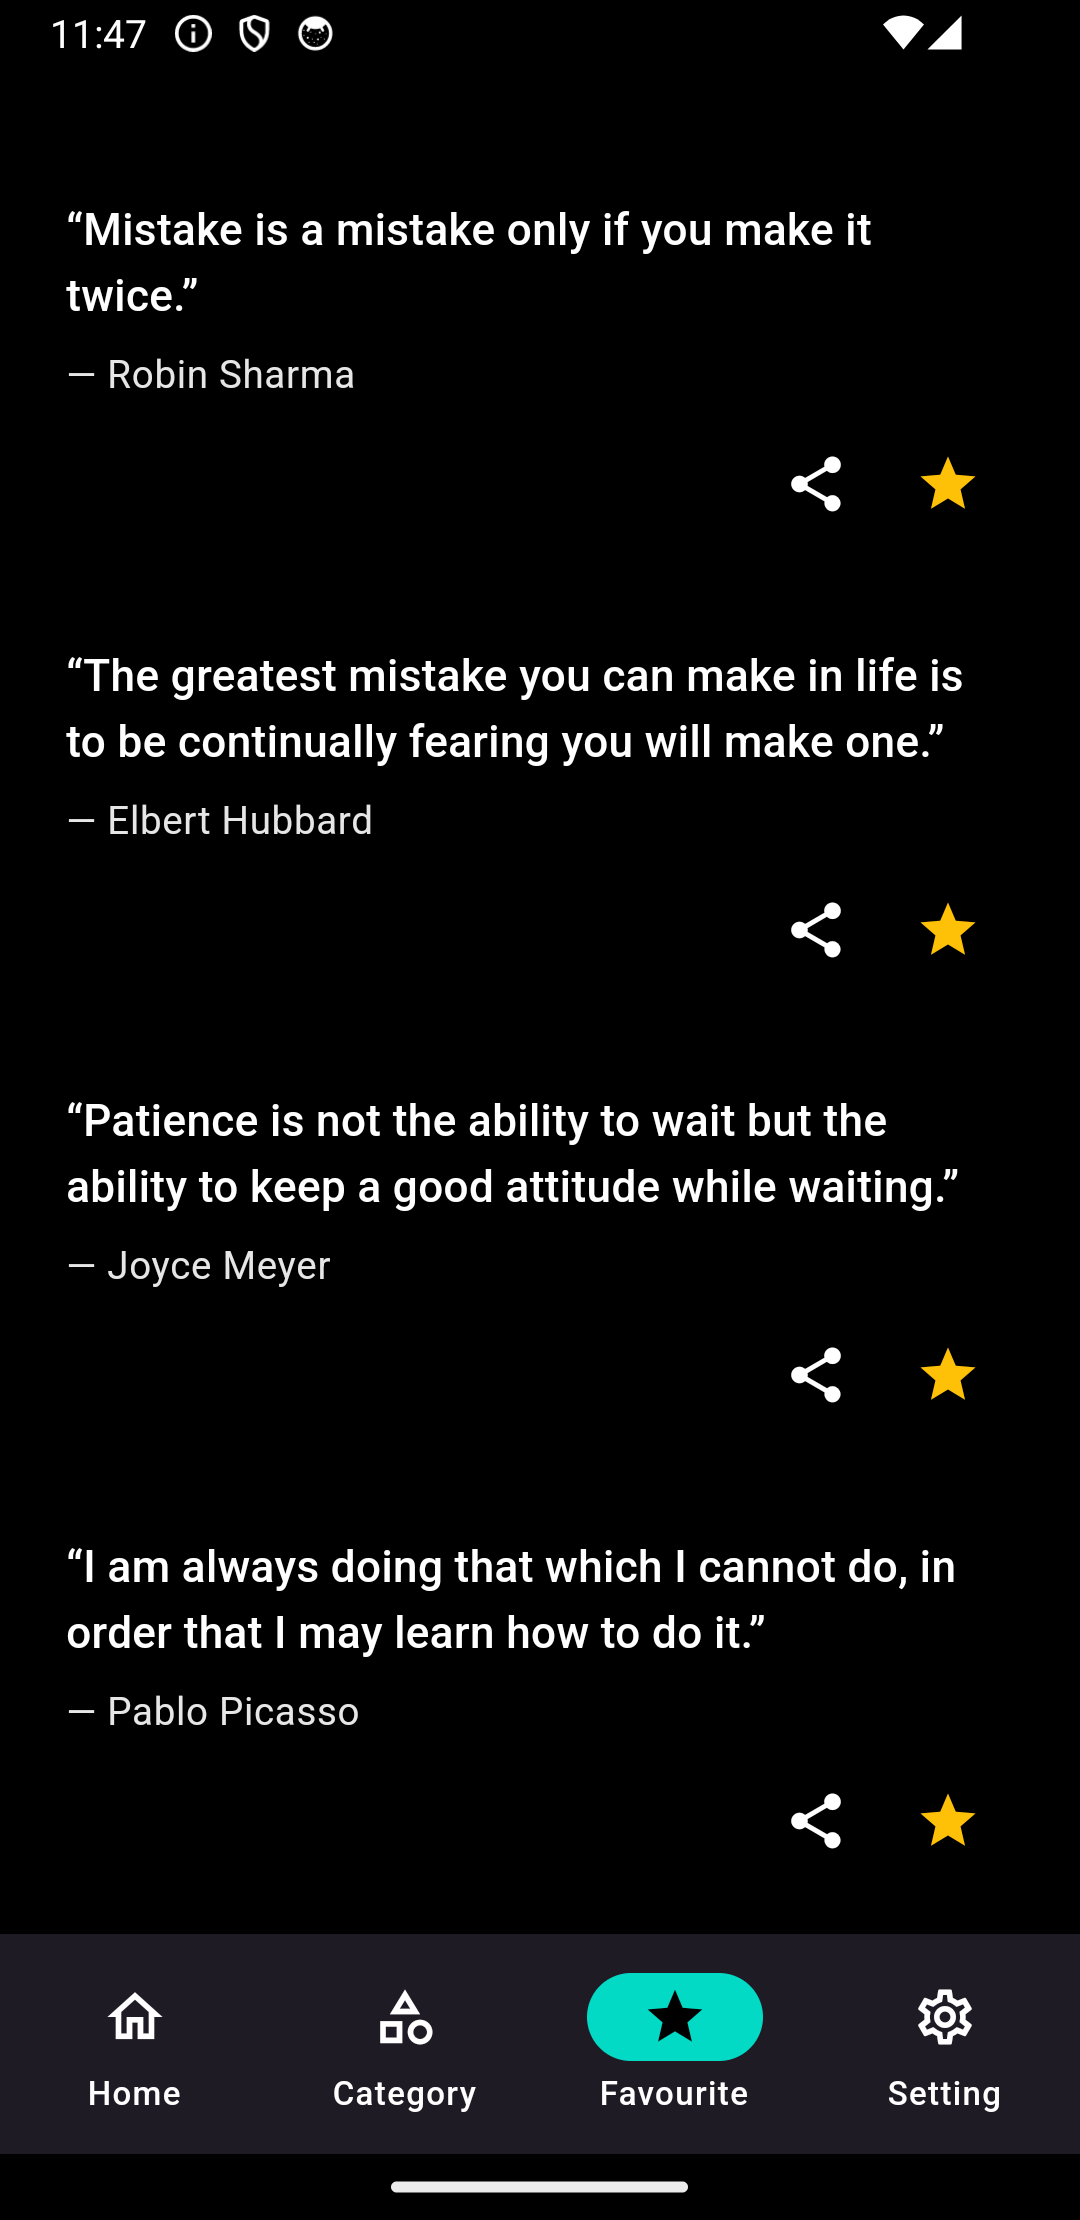 11:47
“Mistake is a mistake only if you make it
twice.”
— Robin Sharma
“The greatest mistake you can make in life is
to be continually fearing you will make one.”
— Elbert Hubbard
“Patience is not the ability to wait but the
ability to keep a good attitude while waiting.”
— Joyce Meyer
“I am always doing that which I cannot do, in
order that I may learn how to do it.”
— Pablo Picasso
Home
Category
Favourite
Setting